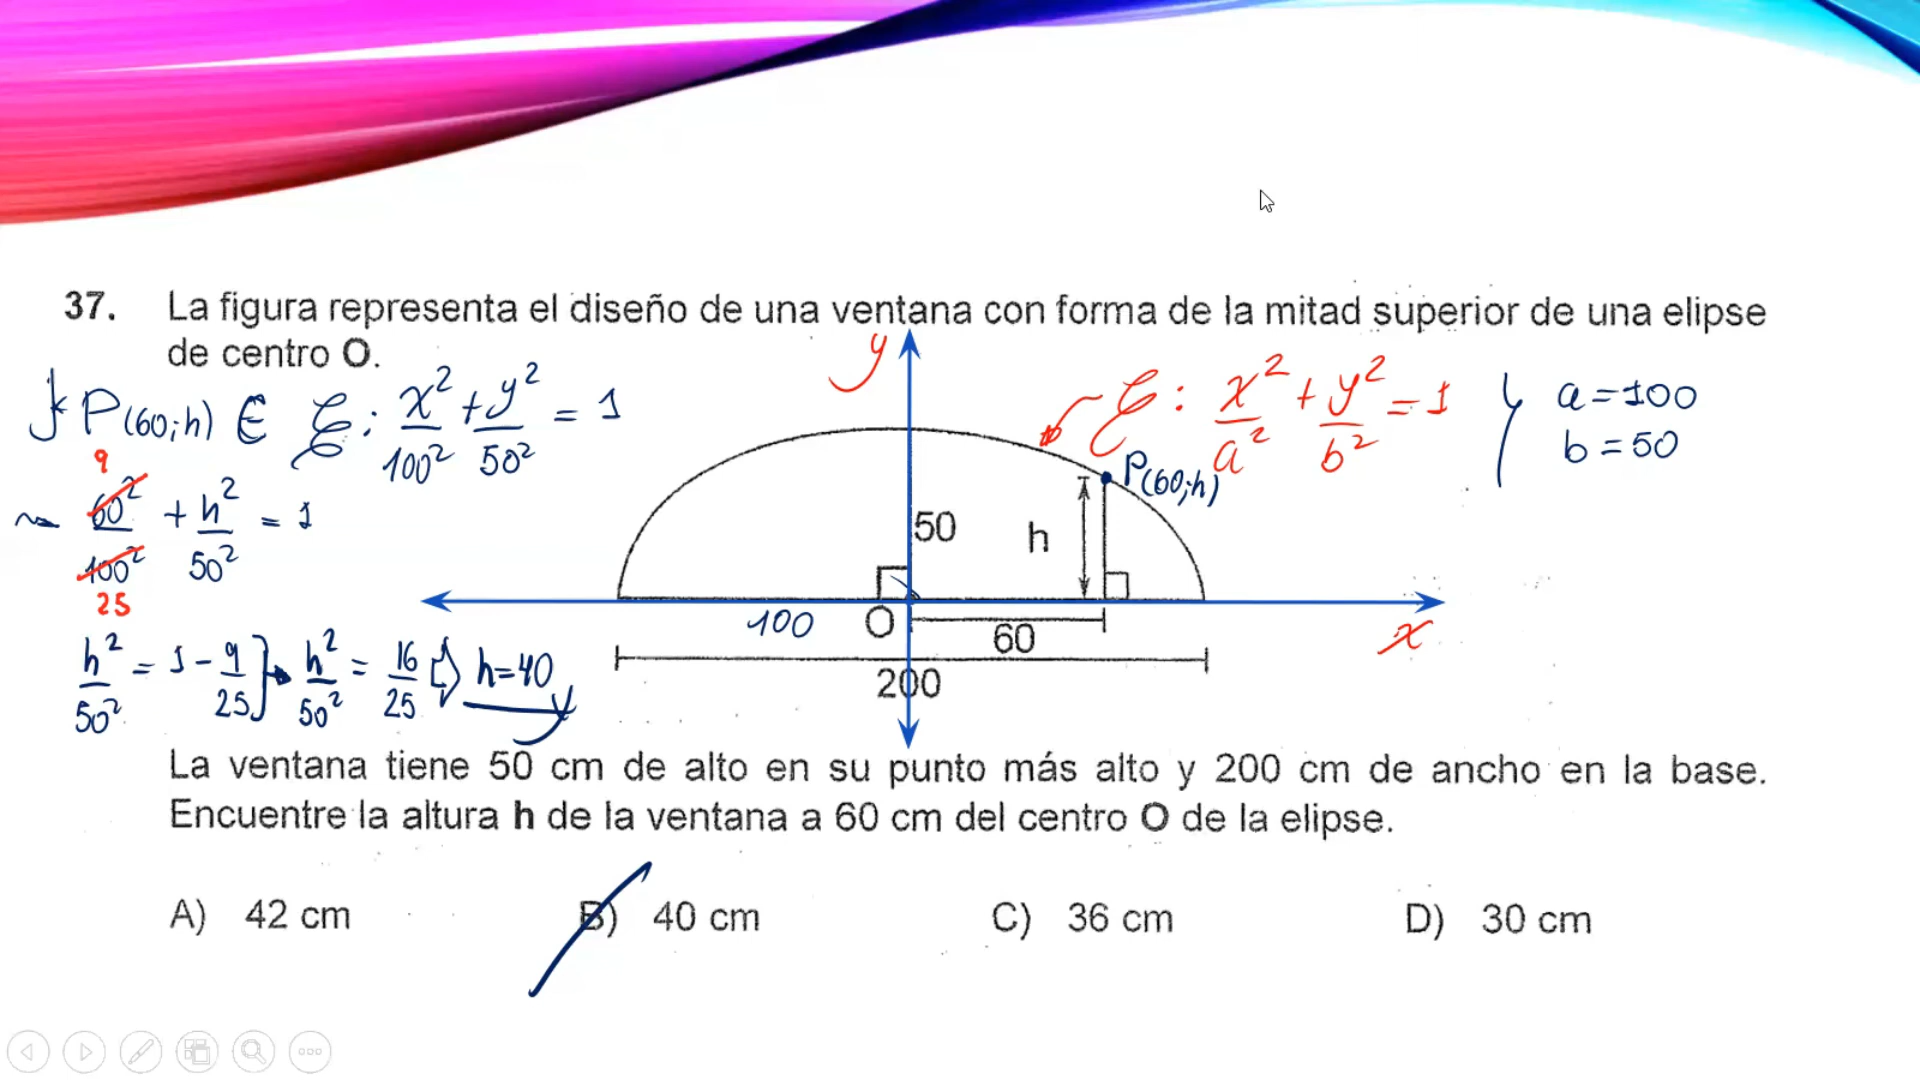 37. La figura representa el diseño de una ventana con forma de la mitad superior de una elipse
de centro O.
y
P(60;h) ∈ ℰ: x²/100² + y²/50² = 1
ℰ: x²/a² + y²/b² = 1
a=100
b=50
P(60;h)
60²/100² + h²/50² = 1
9
25
50
h
100
O
60
x
200
h²/50² = 1 - 9/25
h²/50² = 16/25
h=40
La ventana tiene 50 cm de alto en su punto más alto y 200 cm de ancho en la base.
Encuentre la altura h de la ventana a 60 cm del centro O de la elipse.
A) 42 cm
B) 40 cm
C) 36 cm
D) 30 cm